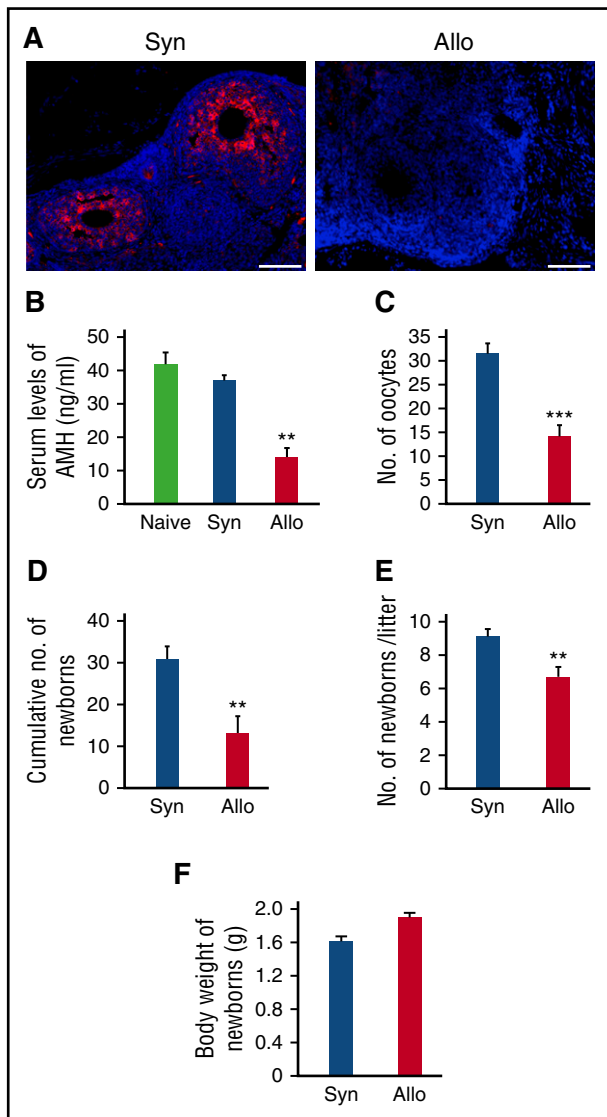 A
Syn
Allo
B
Serum levels of
AMH (ng/ml)
50
40
30
20
10
0
**
Naive
Syn
Allo
C
No. of oocytes
35
30
25
20
15
10
5
0
***
Syn
Allo
D
Cumulative no. of
newborns
40
30
20
10
0
**
Syn
Allo
E
No. of newborns /litter
10
8
6
4
2
0
**
Syn
Allo
F
Body weight of
newborns (g)
2.0
1.6
1.2
0.8
0.4
0
Syn
Allo